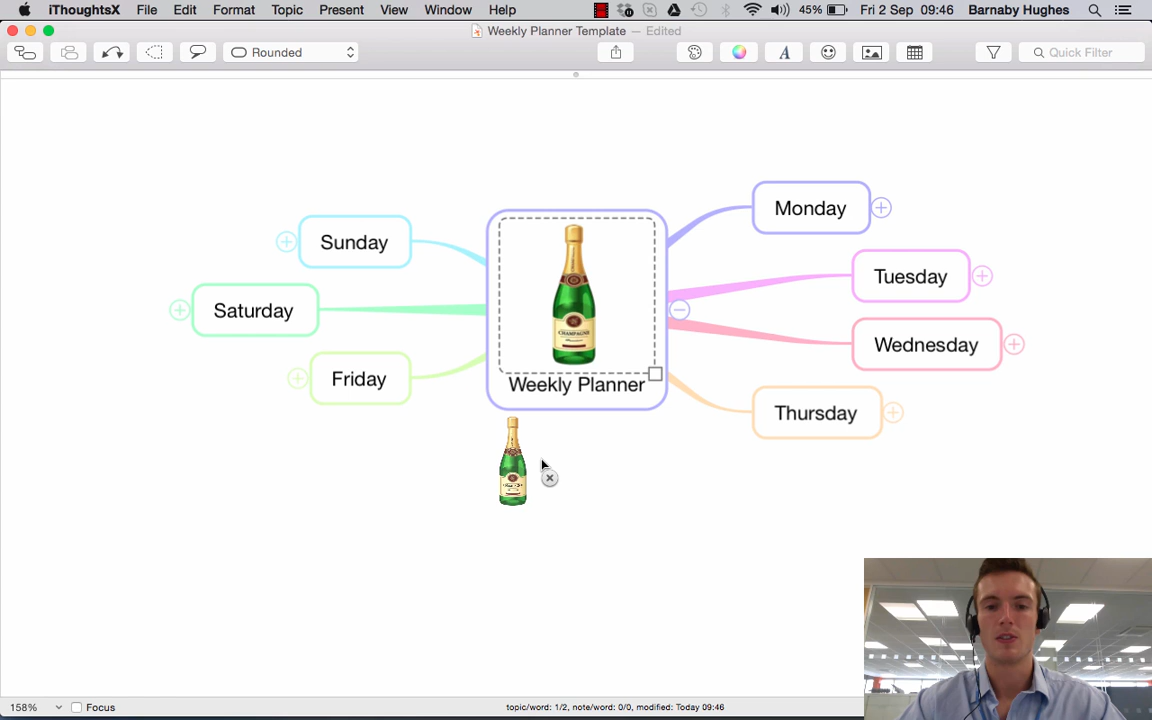 iThoughtsX File Edit Format Topic Present View Window Help 45% Fri 2 Sep 09:46 Barnaby Hughes
Weekly Planner Template — Edited
Rounded A Quick Filter
Monday
Sunday
Tuesday
Saturday
CHAMPAGNE
Wednesday
Friday
Weekly Planner
Thursday
158% Focus topic/word: 1/2, note/word: 0/0, modified: Today 09:46